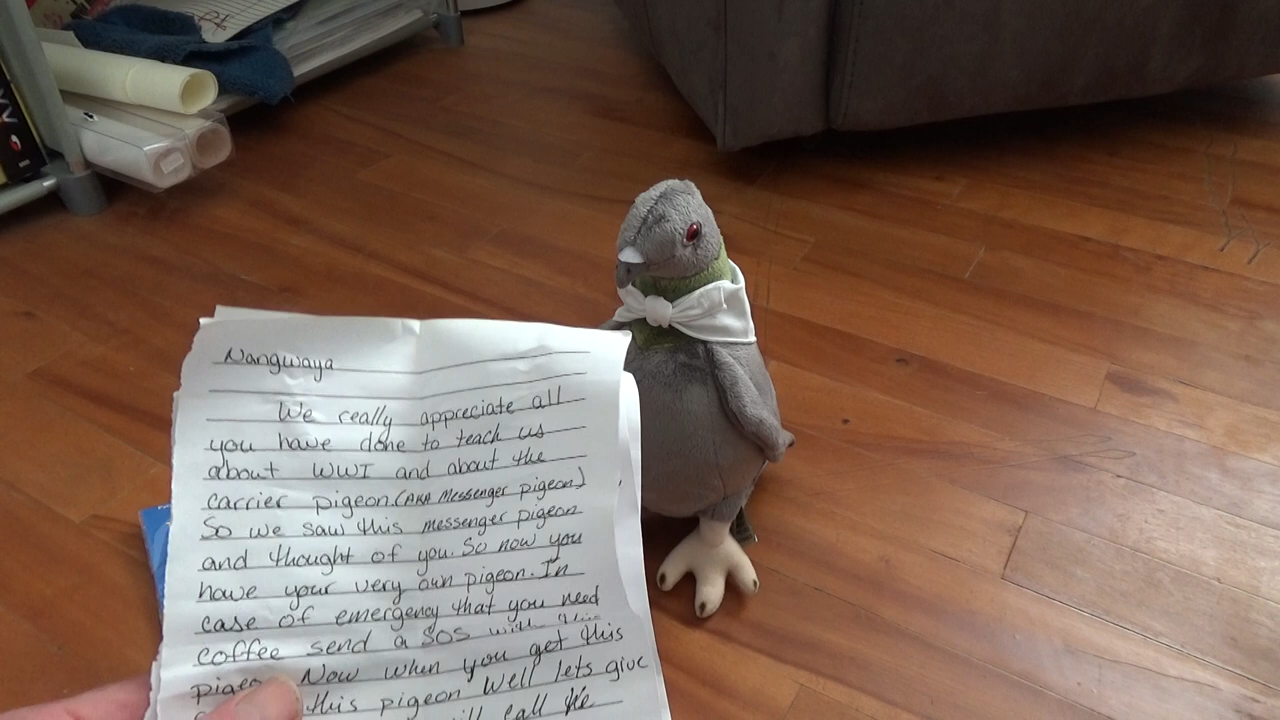 Nangwaya
We really appreciate all
you have done to teach us
about WWI and about the
carrier pigeon.(AKA Messenger pigeon)
So we saw this messenger pigeon
and thought of you. So now you
have your very own pigeon. In
case of emergency that you need
coffee send a SOS with this
Now when you get this
this pigeon Well lets give
call the